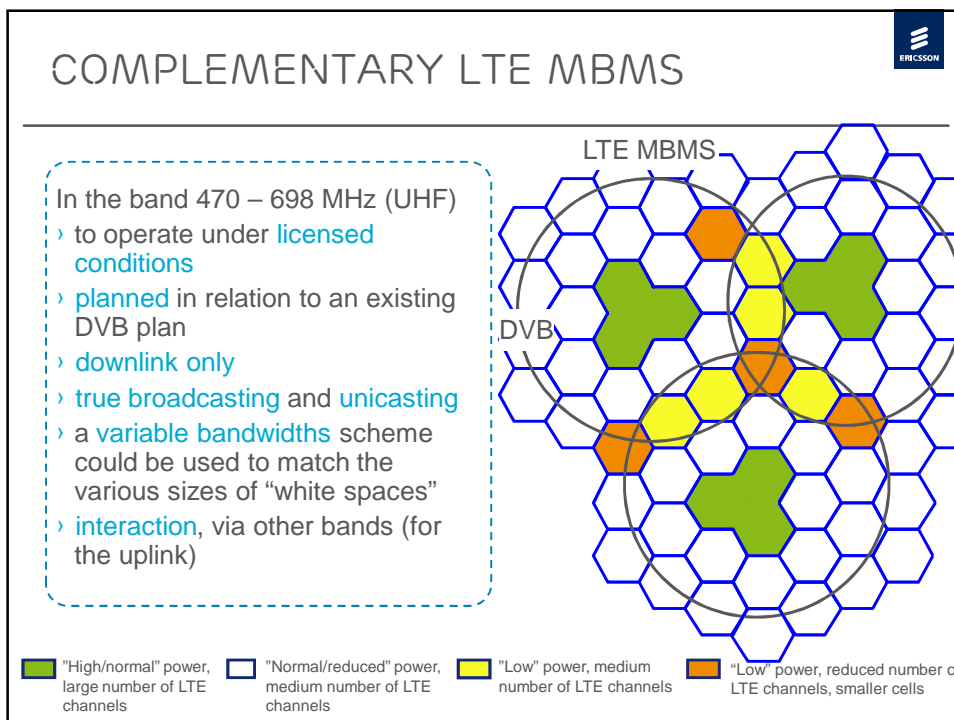 COMPLEMENTARY LTE MBMS
ERICSSON
In the band 470 – 698 MHz (UHF)
› to operate under licensed
conditions
› planned in relation to an existing
DVB plan
› downlink only
› true broadcasting and unicasting
› a variable bandwidths scheme
could be used to match the
various sizes of “white spaces”
› interaction, via other bands (for
the uplink)
LTE MBMS
DVB
”High/normal” power,
large number of LTE
channels
”Normal/reduced” power,
medium number of LTE
channels
”Low” power, medium
number of LTE channels
“Low” power, reduced number o
LTE channels, smaller cells